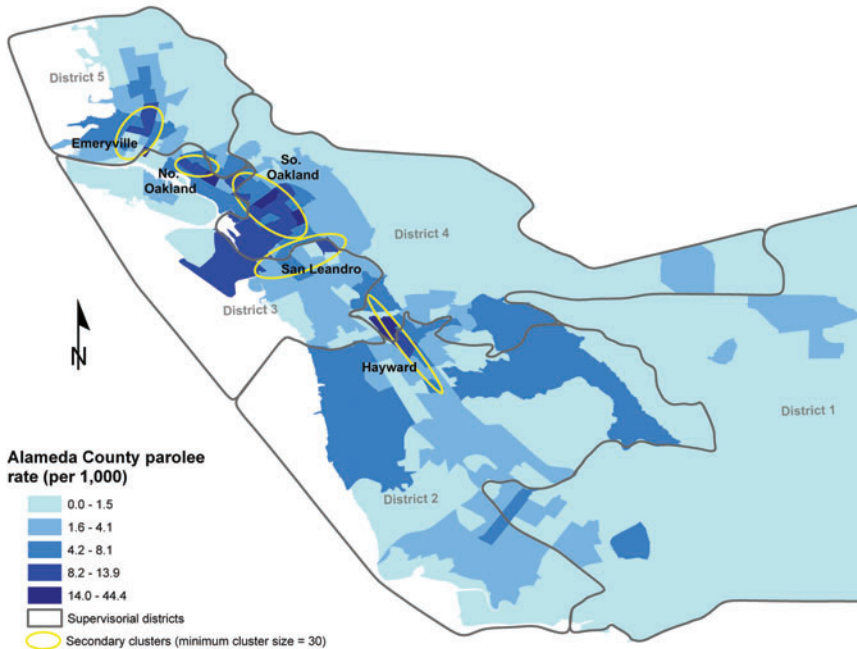 District 5
Emeryville
No.
Oakland
So.
Oakland
District 4
San Leandro
District 3
N
Hayward
District 1
District 2
Alameda County parolee
rate (per 1,000)
0.0 - 1.5
1.6 - 4.1
4.2 - 8.1
8.2 - 13.9
14.0 - 44.4
Supervisorial districts
Secondary clusters (minimum cluster size = 30)